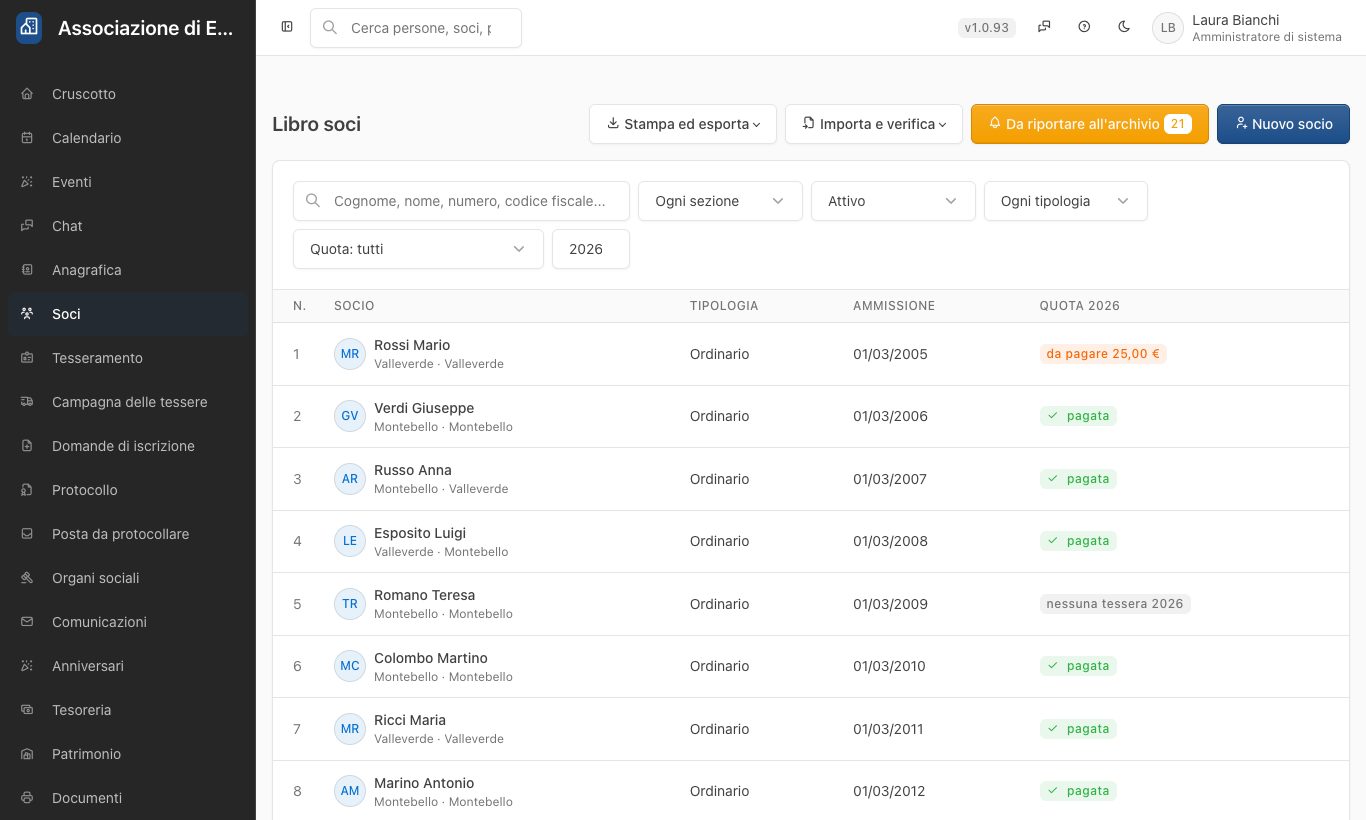 Associazione di E...
Cerca persone, soci, p
v1.0.93
LB
Laura Bianchi
Amministratore di sistema
Cruscotto
Calendario
Eventi
Chat
Anagrafica
Soci
Tesseramento
Campagna delle tessere
Domande di iscrizione
Protocollo
Posta da protocollare
Organi sociali
Comunicazioni
Anniversari
Tesoreria
Patrimonio
Documenti
Libro soci
Stampa ed esporta
Importa e verifica
Da riportare all'archivio 21
Nuovo socio
Cognome, nome, numero, codice fiscale...
Ogni sezione
Attivo
Ogni tipologia
Quota: tutti
2026
N. SOCIO TIPOLOGIA AMMISSIONE QUOTA 2026
1 MR Rossi Mario Ordinario 01/03/2005 da pagare 25,00 €
Valleverde · Valleverde
2 GV Verdi Giuseppe Ordinario 01/03/2006 pagata
Montebello · Montebello
3 AR Russo Anna Ordinario 01/03/2007 pagata
Montebello · Valleverde
4 LE Esposito Luigi Ordinario 01/03/2008 pagata
Valleverde · Montebello
5 TR Romano Teresa Ordinario 01/03/2009 nessuna tessera 2026
Montebello · Montebello
6 MC Colombo Martino Ordinario 01/03/2010 pagata
Montebello · Montebello
7 MR Ricci Maria Ordinario 01/03/2011 pagata
Valleverde · Valleverde
8 AM Marino Antonio Ordinario 01/03/2012 pagata
Montebello · Montebello